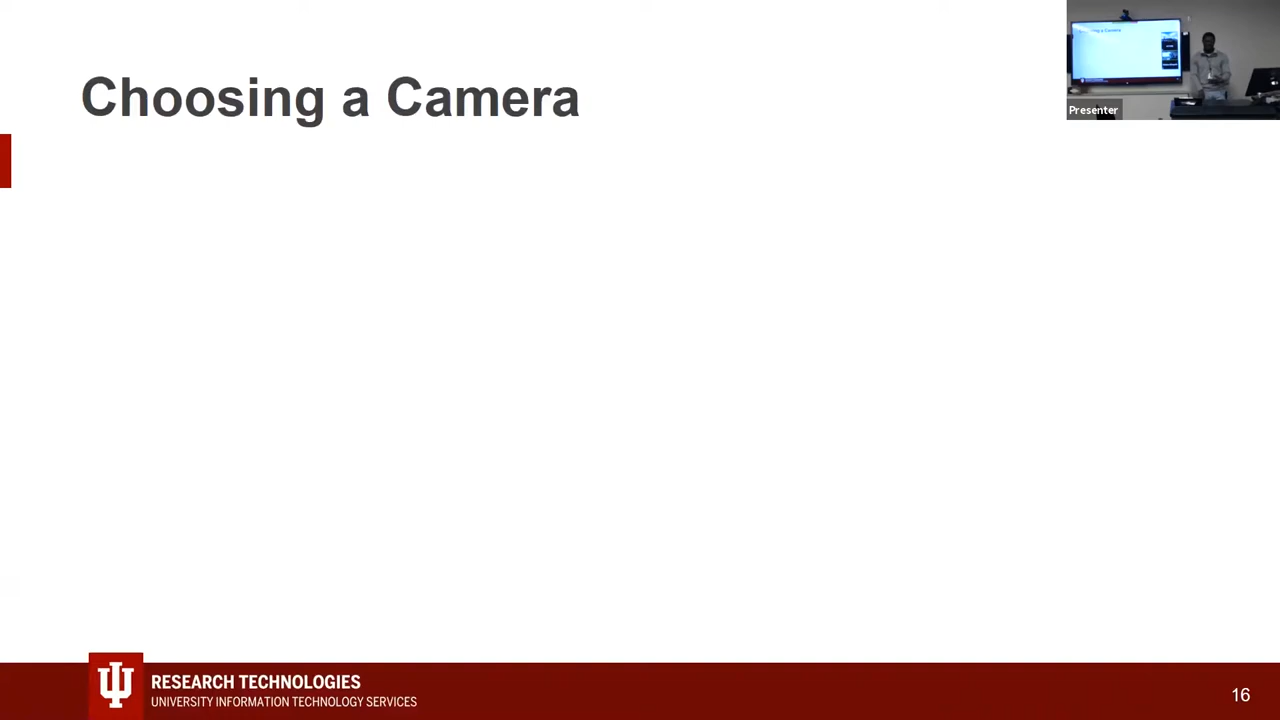 Choosing a Camera
Presenter
RESEARCH TECHNOLOGIES
UNIVERSITY INFORMATION TECHNOLOGY SERVICES
16